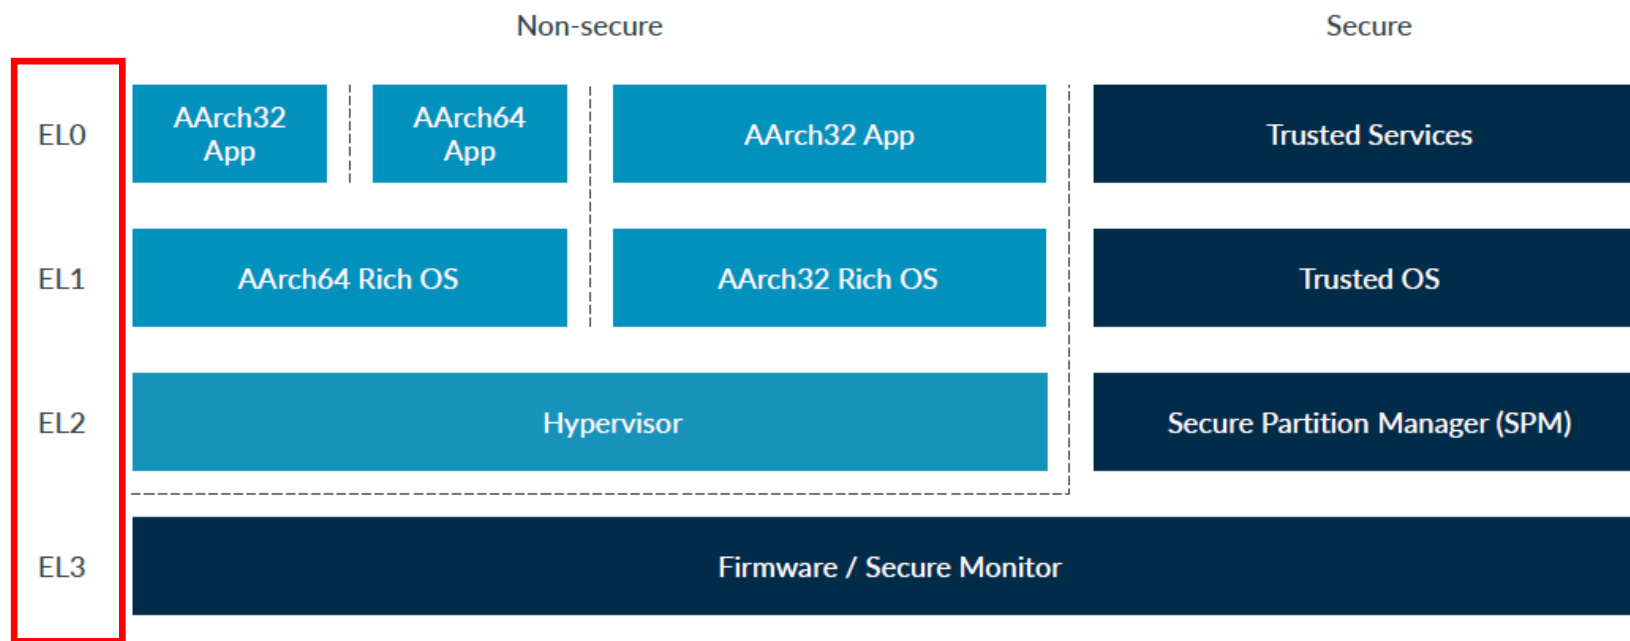 Non-secure
Secure
EL0
AArch32
App
AArch64
App
AArch32 App
Trusted Services
EL1
AArch64 Rich OS
AArch32 Rich OS
Trusted OS
EL2
Hypervisor
Secure Partition Manager (SPM)
EL3
Firmware / Secure Monitor